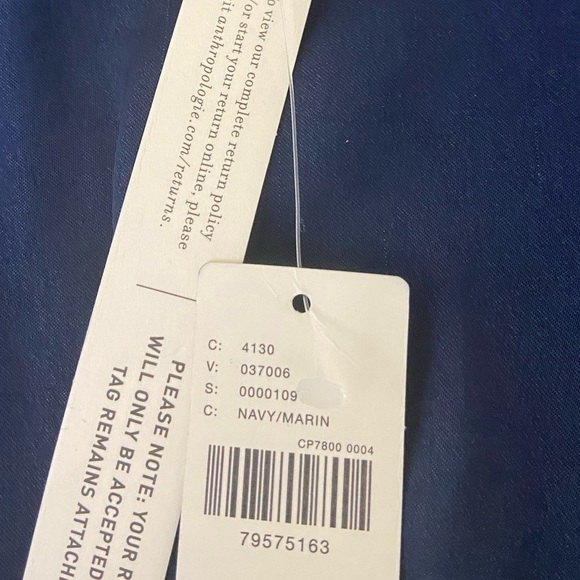 o view our complete return policy
/or start your return online, please
it anthropologie.com/returns.
PLEASE NOTE: YOUR R
WILL ONLY BE ACCEPTED
TAG REMAINS ATTACH
C: 4130
V: 037006
S: 0000109
C: NAVY/MARIN
CP7800 0004
79575163